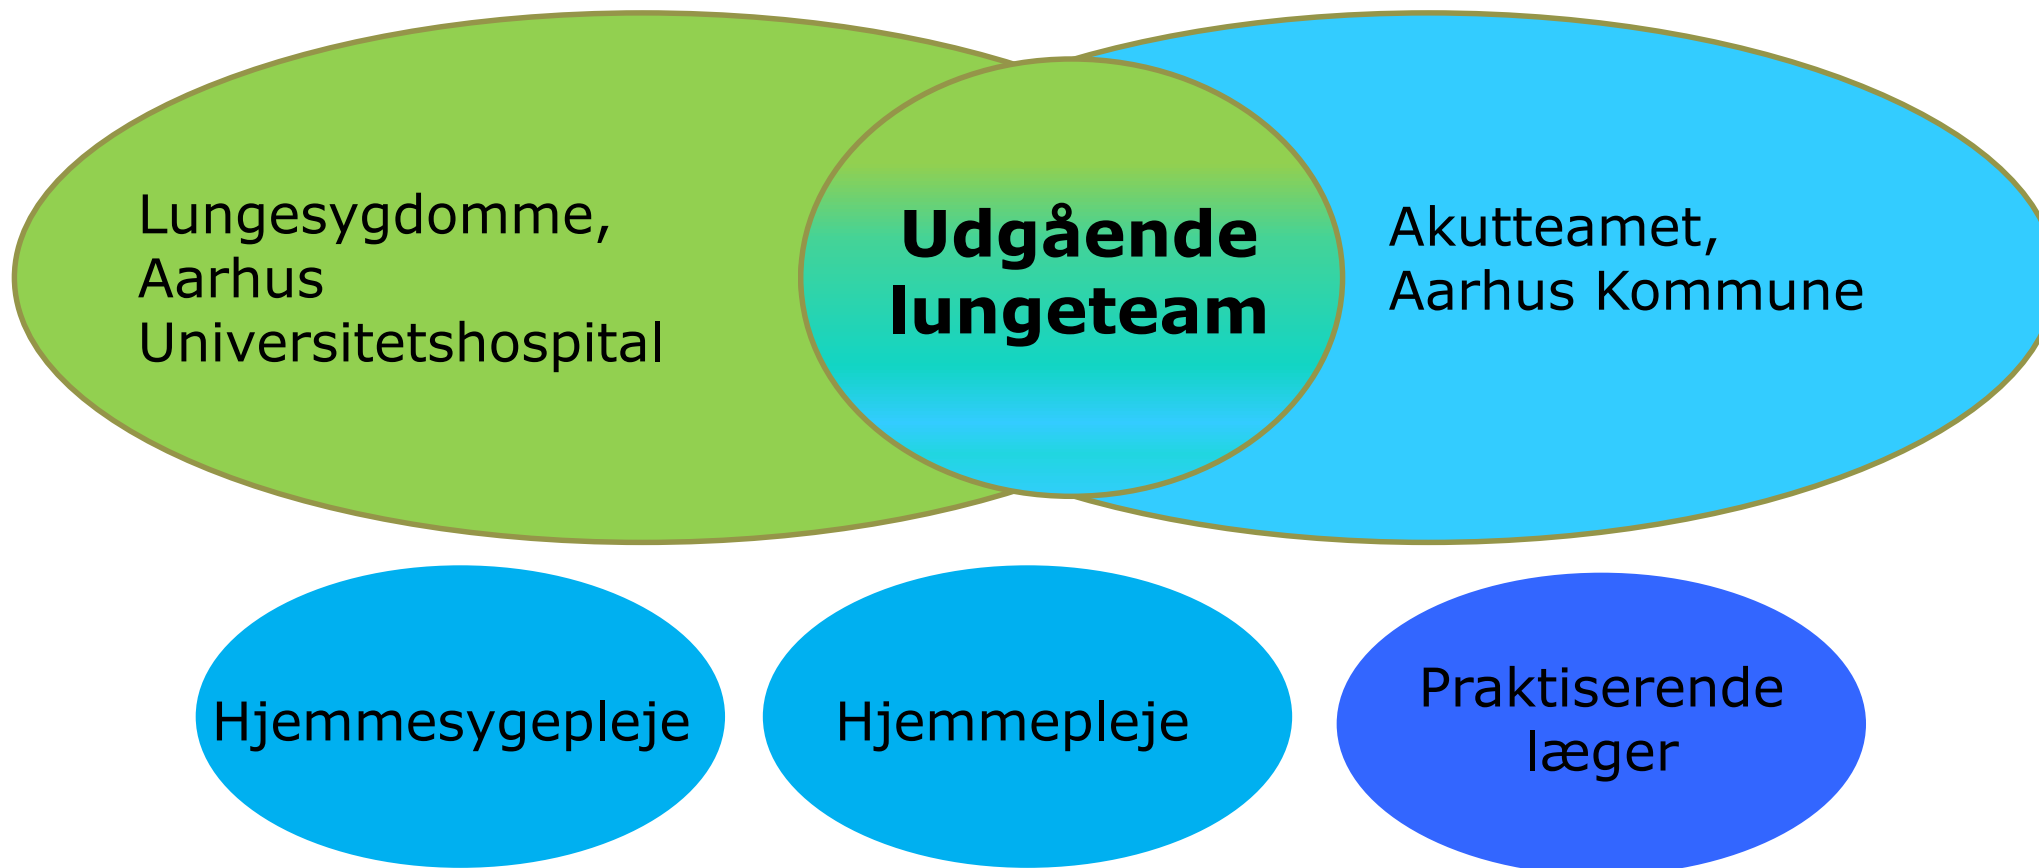 Lungesygdomme,
Aarhus
Universitetshospital
Udgående
lungeteam
Akutteamet,
Aarhus Kommune
Hjemmesygepleje
Hjemmepleje
Praktiserende
læger